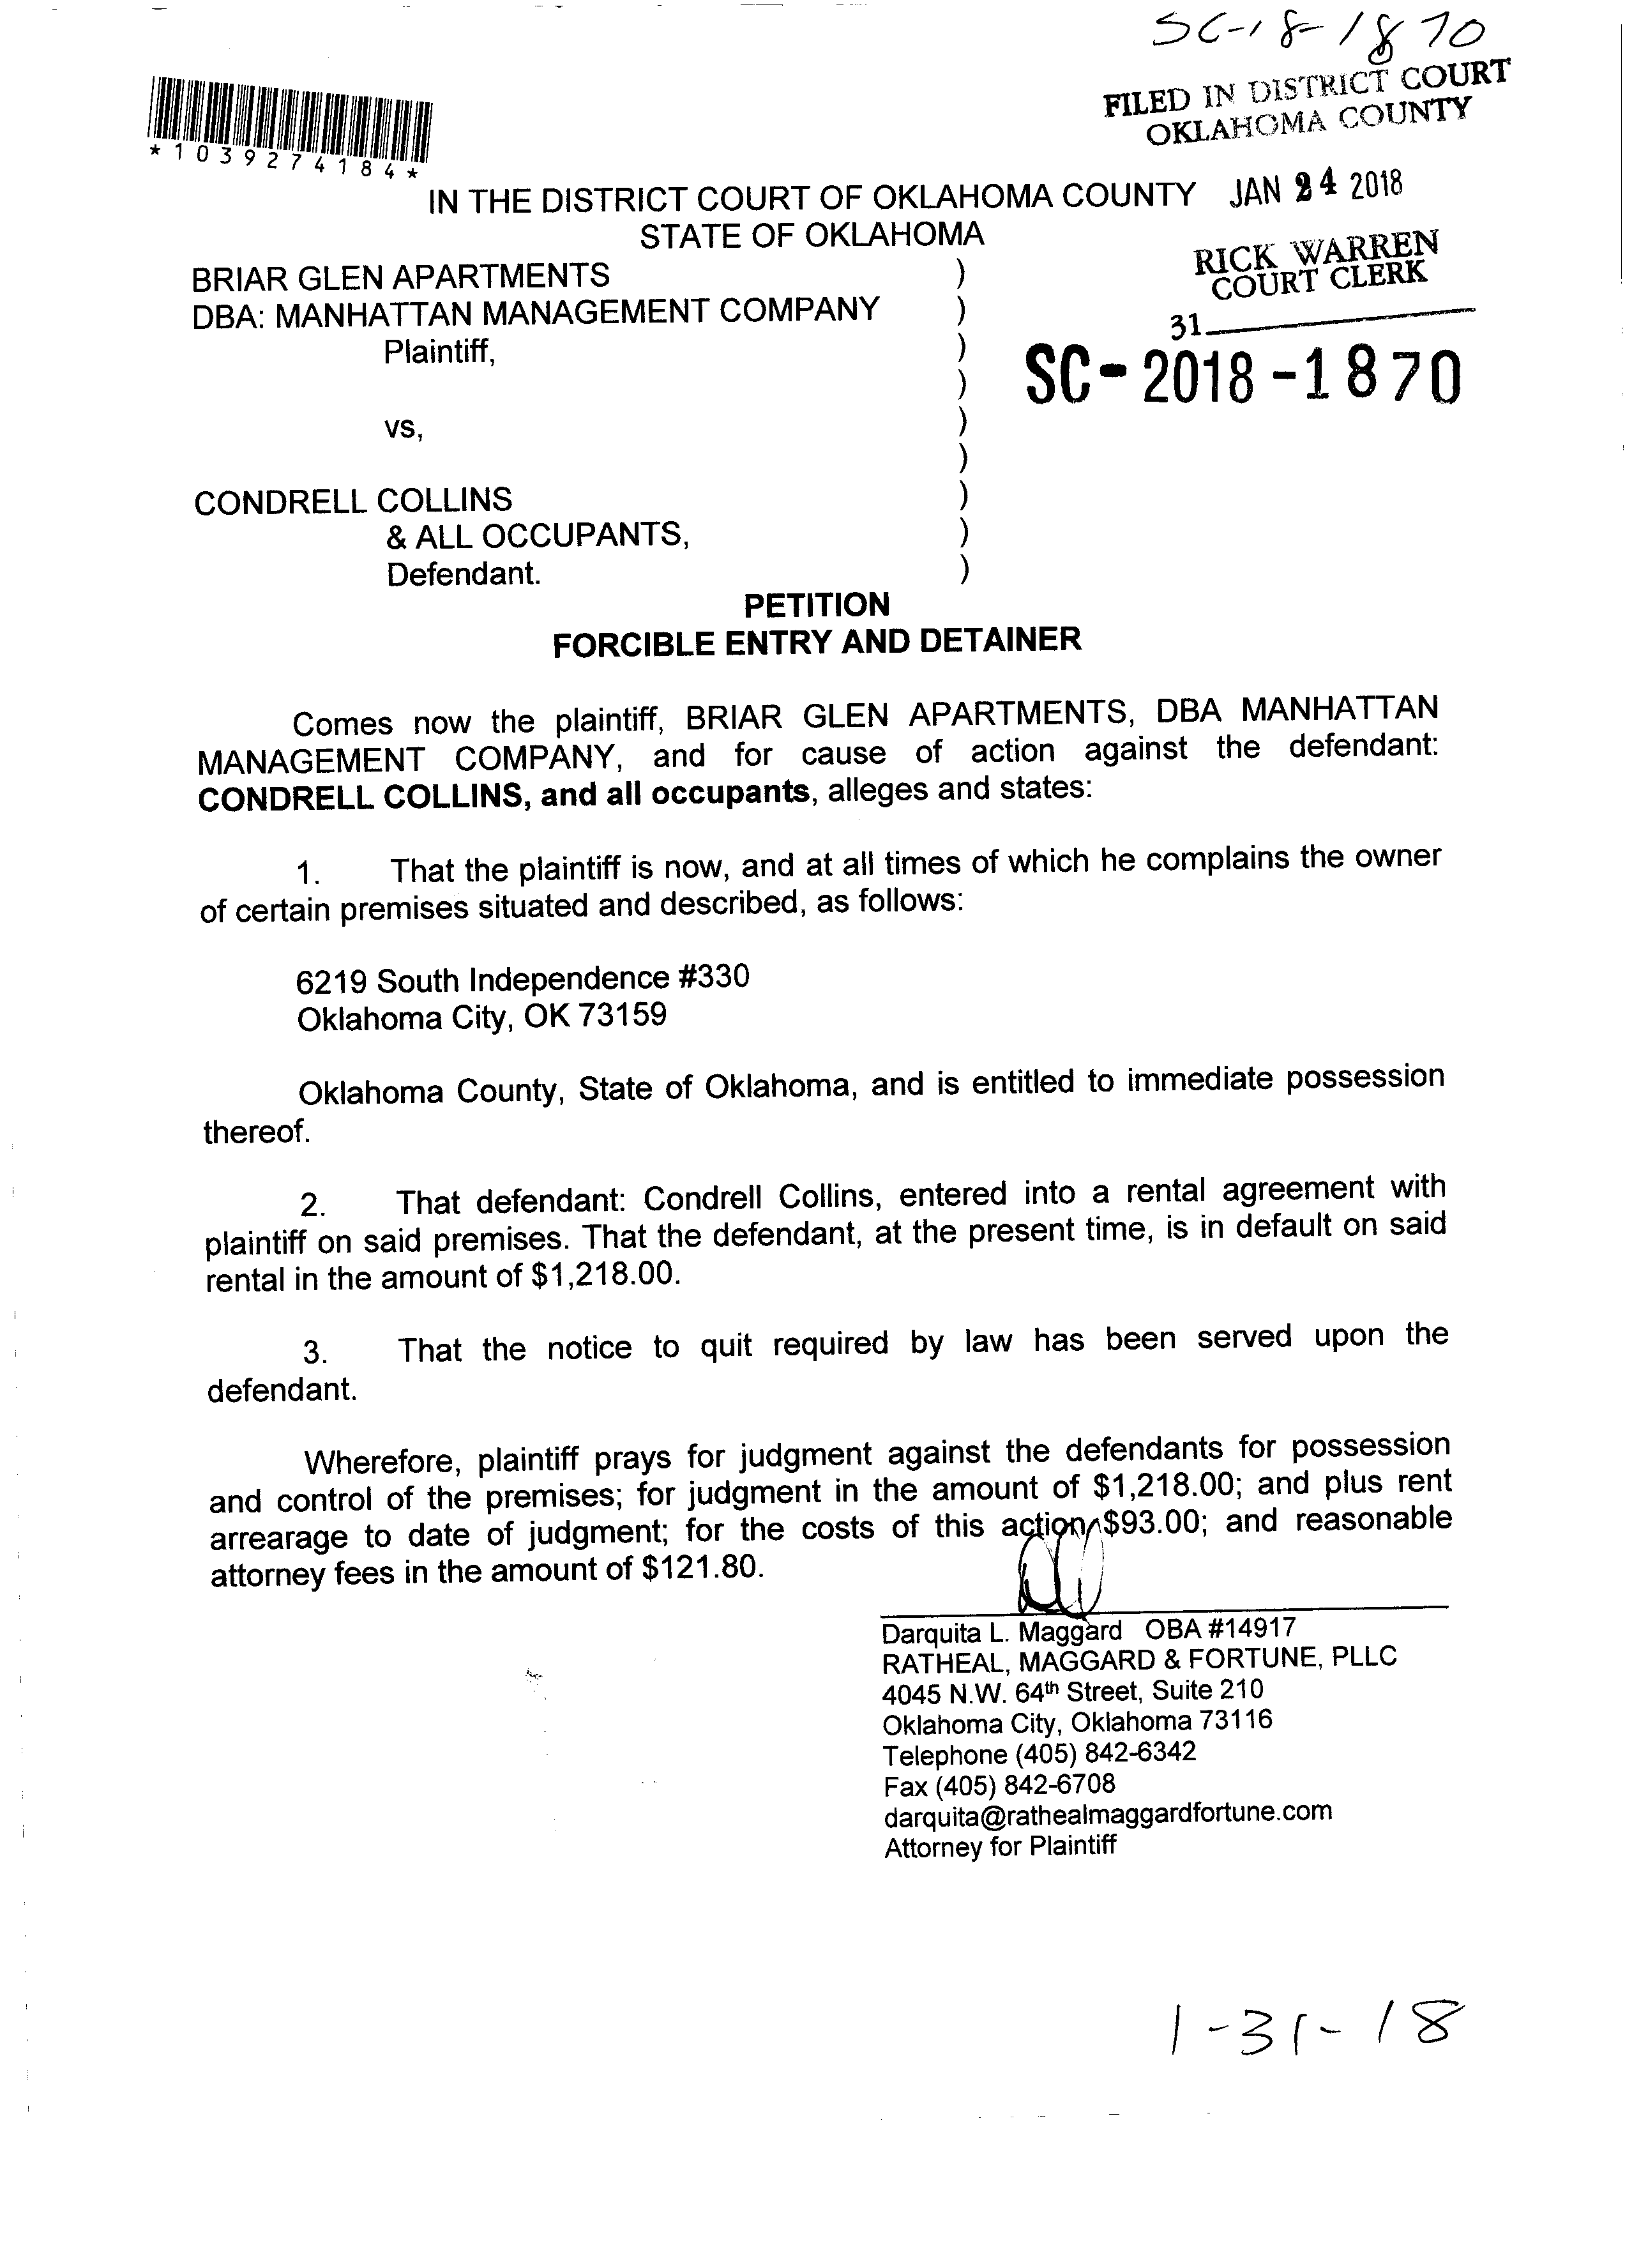 SC-18-1870
FILED IN DISTRICT COURT
OKLAHOMA COUNTY
*1039274184*
IN THE DISTRICT COURT OF OKLAHOMA COUNTY JAN 24 2018
STATE OF OKLAHOMA
RICK WARREN
COURT CLERK
31
SC-2018-1870
BRIAR GLEN APARTMENTS )
DBA: MANHATTAN MANAGEMENT COMPANY )
Plaintiff, )
)
vs, )
)
CONDRELL COLLINS )
& ALL OCCUPANTS, )
Defendant. )
PETITION
FORCIBLE ENTRY AND DETAINER
Comes now the plaintiff, BRIAR GLEN APARTMENTS, DBA MANHATTAN
MANAGEMENT COMPANY, and for cause of action against the defendant:
CONDRELL COLLINS, and all occupants, alleges and states:
1. That the plaintiff is now, and at all times of which he complains the owner
of certain premises situated and described, as follows:
6219 South Independence #330
Oklahoma City, OK 73159
Oklahoma County, State of Oklahoma, and is entitled to immediate possession
thereof.
2. That defendant: Condrell Collins, entered into a rental agreement with
plaintiff on said premises. That the defendant, at the present time, is in default on said
rental in the amount of $1,218.00.
3. That the notice to quit required by law has been served upon the
defendant.
Wherefore, plaintiff prays for judgment against the defendants for possession
and control of the premises; for judgment in the amount of $1,218.00; and plus rent
arrearage to date of judgment; for the costs of this action $93.00; and reasonable
attorney fees in the amount of $121.80.
Darquita L. Maggard OBA #14917
RATHEAL, MAGGARD & FORTUNE, PLLC
4045 N.W. 64th Street, Suite 210
Oklahoma City, Oklahoma 73116
Telephone (405) 842-6342
Fax (405) 842-6708
darquita@rathealmaggardfortune.com
Attorney for Plaintiff
1-31-18